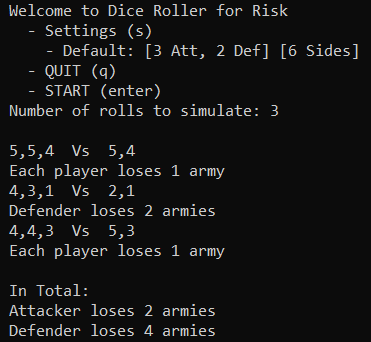 Welcome to Dice Roller for Risk
- Settings (s)
- Default: [3 Att, 2 Def] [6 Sides]
- QUIT (q)
- START (enter)
Number of rolls to simulate: 3
5,5,4 Vs 5,4
Each player loses 1 army
4,3,1 Vs 2,1
Defender loses 2 armies
4,4,3 Vs 5,3
Each player loses 1 army
In Total:
Attacker loses 2 armies
Defender loses 4 armies